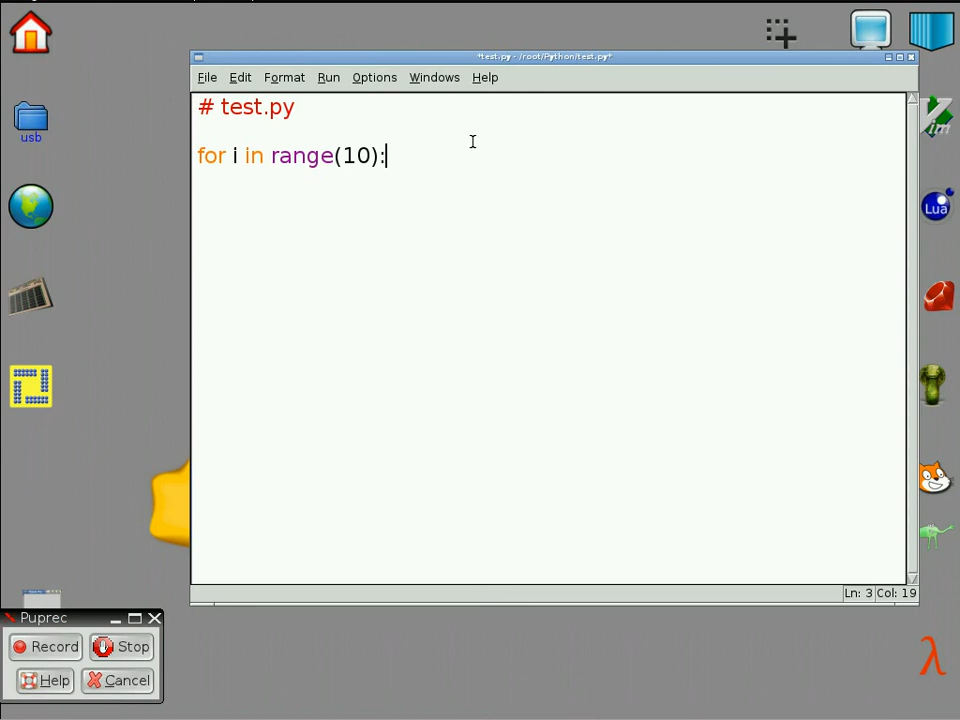 *test.py - /root/Python/test.py*
File Edit Format Run Options Windows Help
# test.py
for i in range(10):
Ln: 3 Col: 19
usb
Vim
Lua
Puprec
Record Stop
Help Cancel
λ